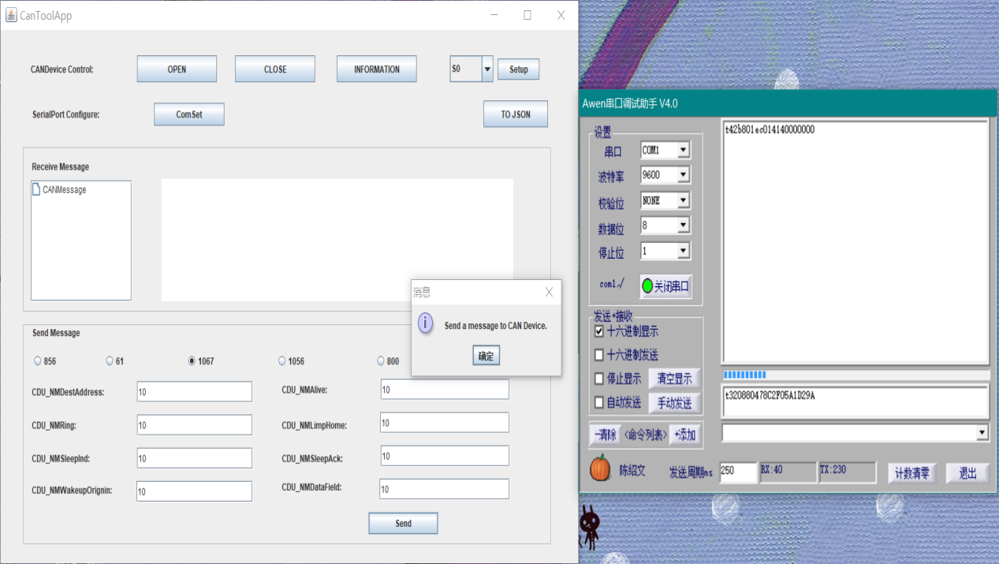 CanToolApp
CANDevice Control:
OPEN
CLOSE
INFORMATION
S0
Setup
SerialPort Configure:
ComSet
TO JSON
Receive Message
CANMessage
消息
Send a message to CAN Device.
确定
Send Message
856
61
1067
1056
800
CDU_NMDestAddress:
10
CDU_NMAlive:
10
CDU_NMRing:
10
CDU_NMLimpHome:
10
CDU_NMSleepInd:
10
CDU_NMSleepAck:
10
CDU_NMWakeupOrignin:
10
CDU_NMDataField:
10
Send
Awen串口调试助手 V4.0
设置
串口
COM1
波特率
9600
校验位
NONE
数据位
8
停止位
1
com1√
关闭串口
t42b801ec014140000000
发送+接收
十六进制显示
十六进制发送
停止显示
清空显示
自动发送
手动发送
t320880478C2F05A1D29A
-清除
<命令列表>
+添加
陈绍文
发送周期ms
250
RX:40
TX:230
计数清零
退出